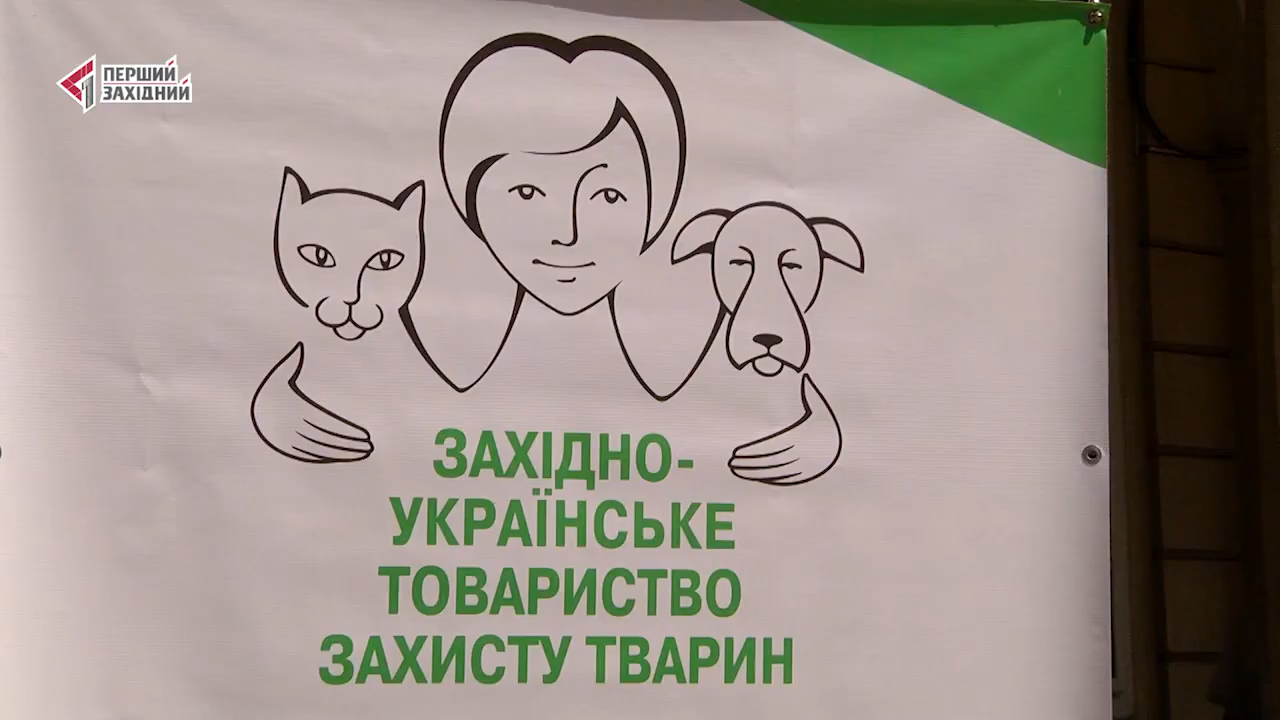 ПЕРШИЙ
ЗАХІДНИЙ
ЗАХІДНО-
УКРАЇНСЬКЕ
ТОВАРИСТВО
ЗАХИСТУ ТВАРИН